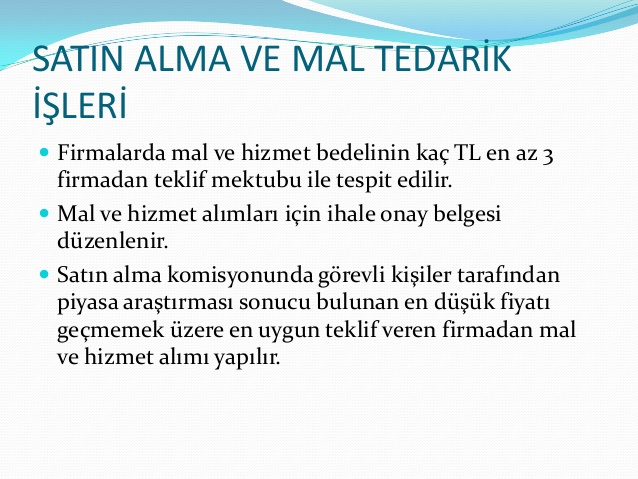 SATIN ALMA VE MAL TEDARİK
İŞLERİ
Firmalarda mal ve hizmet bedelinin kaç TL en az 3
firmadan teklif mektubu ile tespit edilir.
Mal ve hizmet alımları için ihale onay belgesi
düzenlenir.
Satın alma komisyonunda görevli kişiler tarafından
piyasa araştırması sonucu bulunan en düşük fiyatı
geçmemek üzere en uygun teklif veren firmadan mal
ve hizmet alımı yapılır.